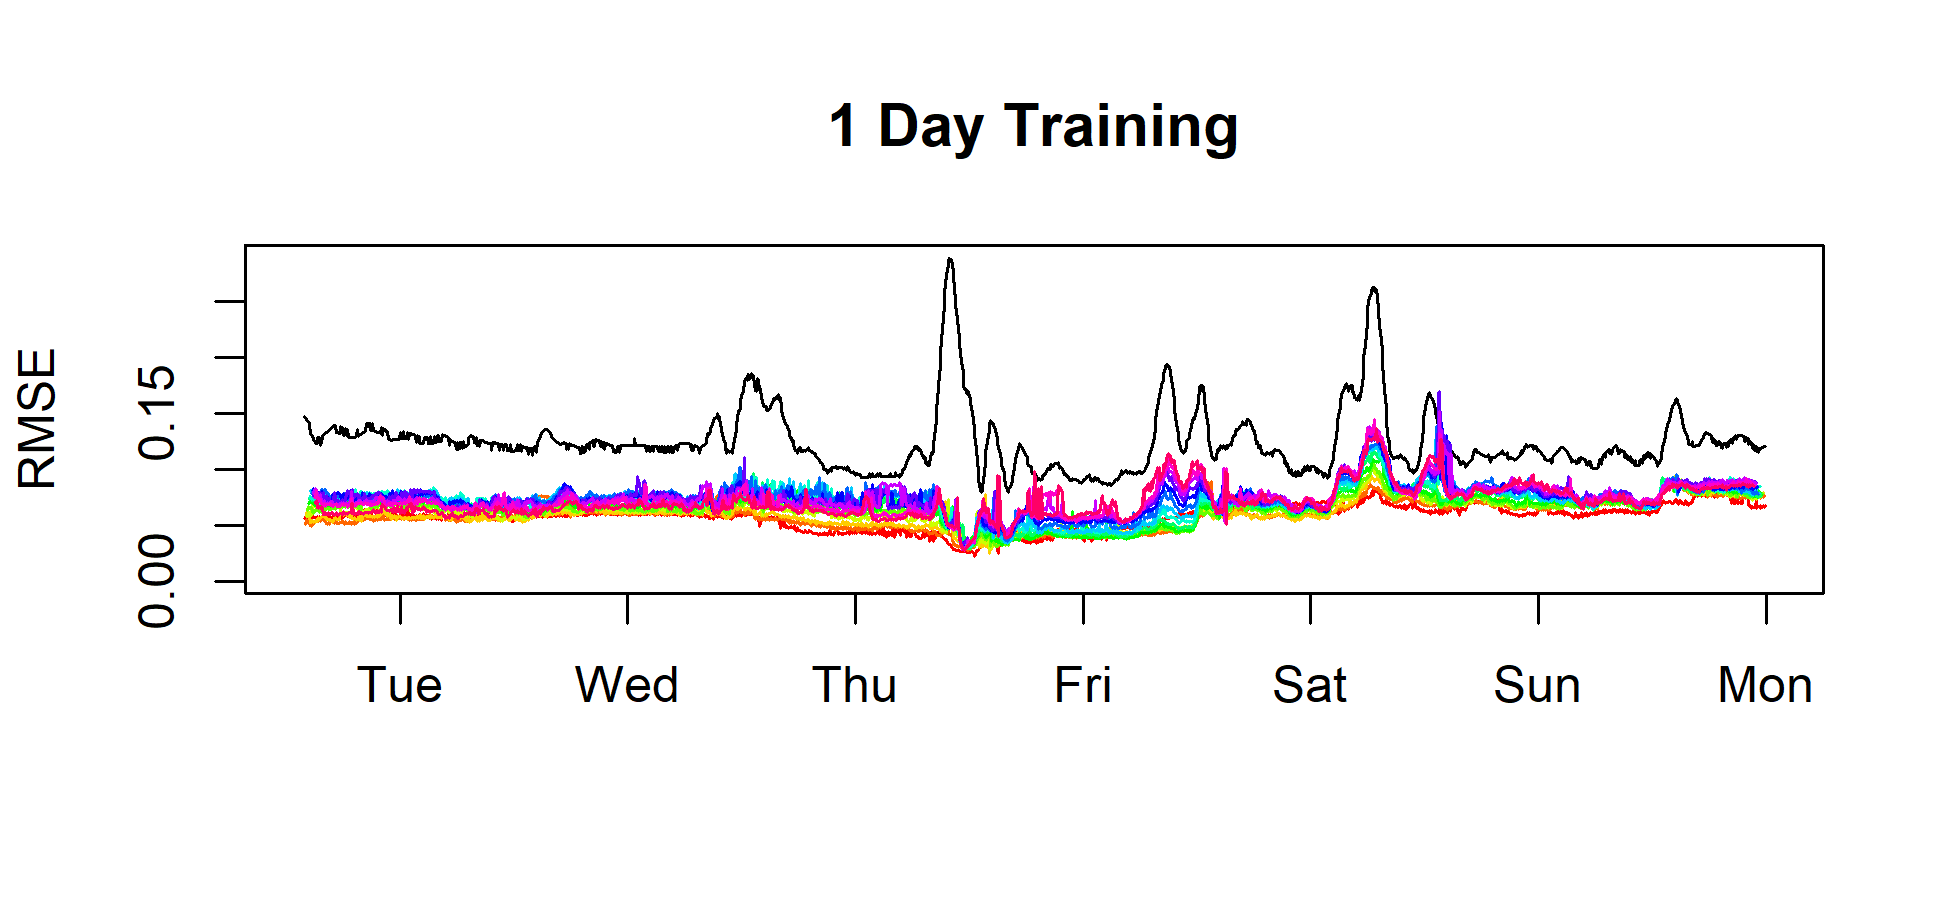 1 Day Training
RMSE
0.15
0.00
Tue Wed Thu Fri Sat Sun Mon